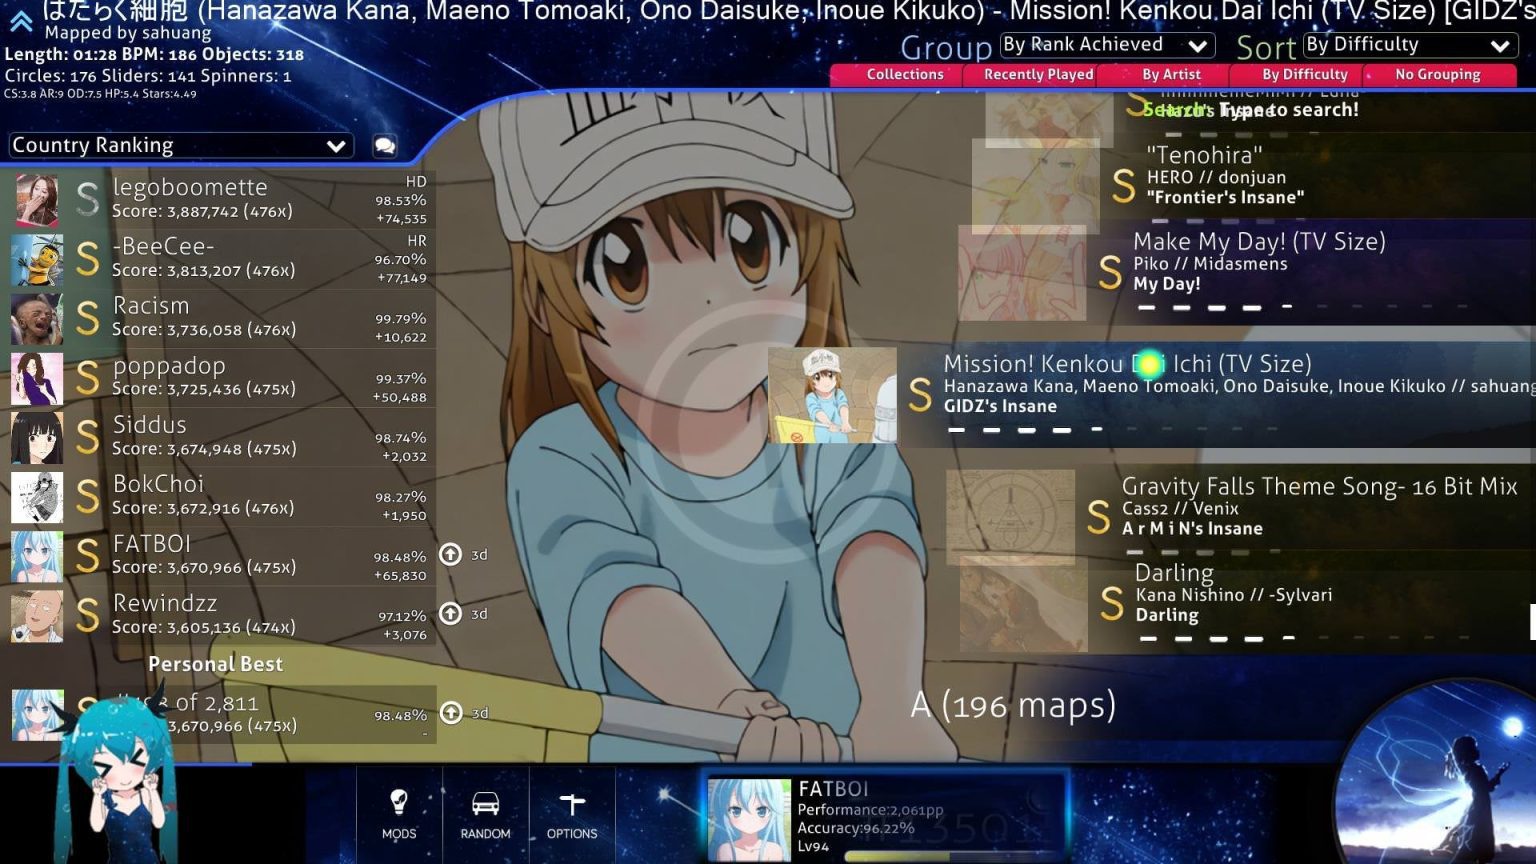 はたらく細胞 (Hanazawa Kana, Maeno Tomoaki, Ono Daisuke, Inoue Kikuko) - Mission! Kenkou Dai Ichi (TV Size) [GIDZ's
Mapped by sahuang
Length: 01:28 BPM: 186 Objects: 318
Circles: 176 Sliders: 141 Spinners: 1
CS:3.8 AR:9 OD:7.5 HP:5.4 Stars:4.49
Group By Rank Achieved
Sort By Difficulty
Collections
Recently Played
By Artist
By Difficulty
No Grouping
Search: Type to search!
Country Ranking
S legoboomette HD
Score: 3,887,742 (476x) 98.53%
+74,535
S -BeeCee- HR
Score: 3,813,207 (476x) 96.70%
+77,149
S Racism
Score: 3,736,058 (476x) 99.79%
+10,622
S poppadop
Score: 3,725,436 (475x) 99.37%
+50,488
S Siddus
Score: 3,674,948 (475x) 98.74%
+2,032
S BokChoi
Score: 3,672,916 (476x) 98.27%
+1,950
S FATBOI
Score: 3,670,966 (475x) 98.48% 3d
+65,830
S Rewindzz
Score: 3,605,136 (474x) 97.12% 3d
+3,076
Personal Best
of 2,811
3,670,966 (475x) 98.48% 3d
-
"Tenohira"
S HERO // donjuan
"Frontier's Insane"
Make My Day! (TV Size)
S Piko // Midasmens
My Day!
Mission! Kenkou Dai Ichi (TV Size)
S Hanazawa Kana, Maeno Tomoaki, Ono Daisuke, Inoue Kikuko // sahuang
GIDZ's Insane
Gravity Falls Theme Song- 16 Bit Mix
S Cass2 // Venix
A r M i N's Insane
Darling
S Kana Nishino // -Sylvari
Darling
A (196 maps)
MODS
RANDOM
OPTIONS
FATBOI
Performance:2,061pp
Accuracy:96.22%
Lv94